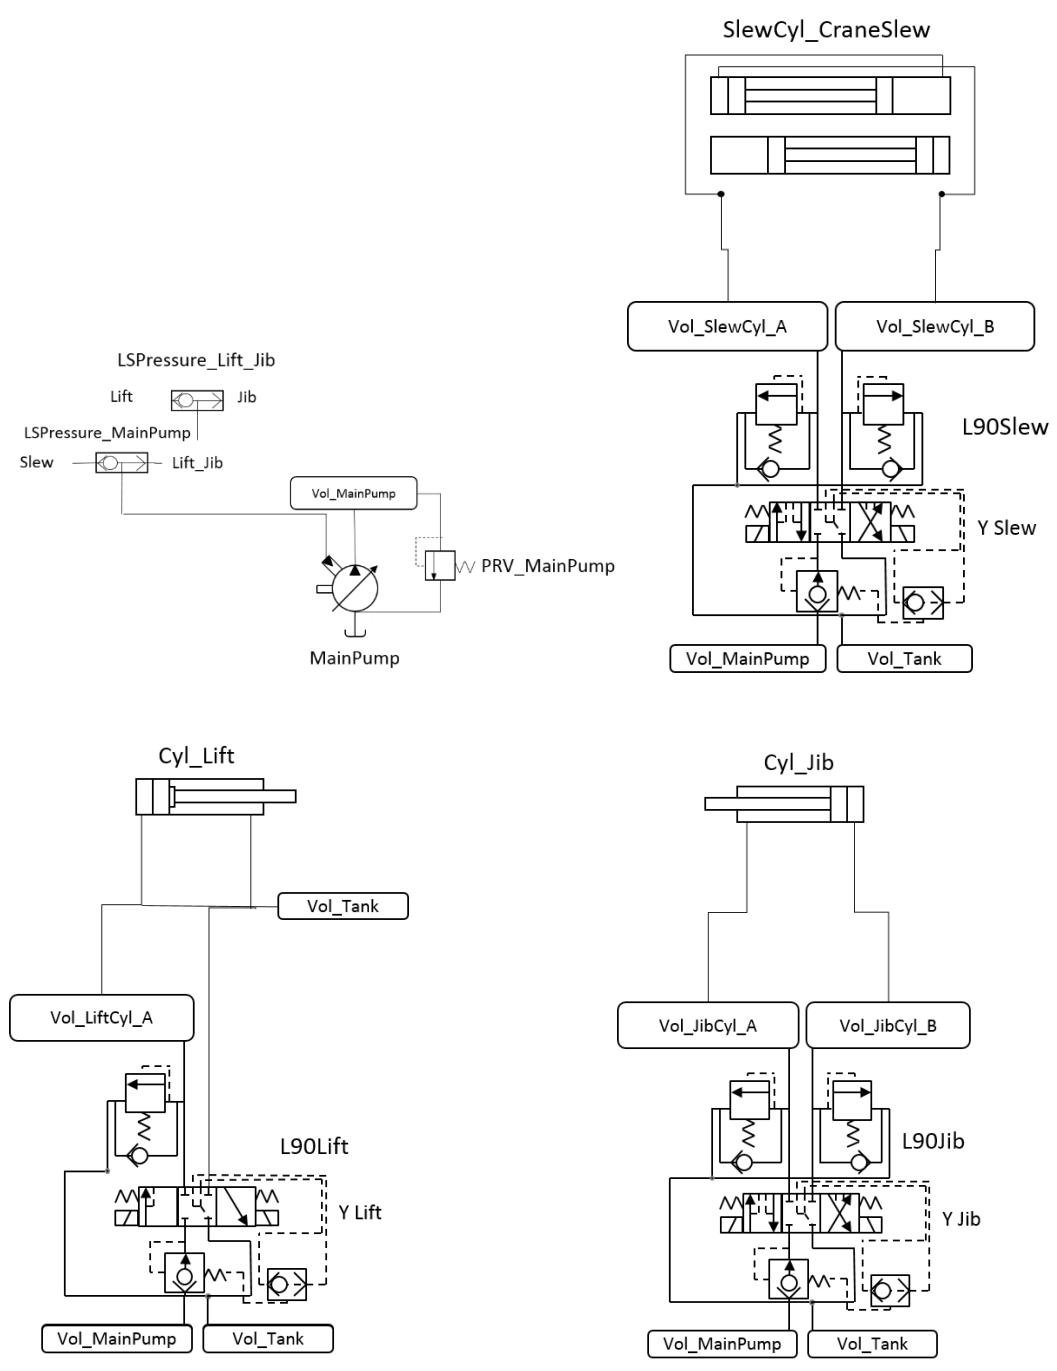 SlewCyl_CraneSlew
Vol_SlewCyl_A
Vol_SlewCyl_B
LSPressure_Lift_Jib
Lift
Jib
LSPressure_MainPump
Slew
Lift_Jib
Vol_MainPump
PRV_MainPump
MainPump
L90Slew
Y Slew
Vol_MainPump
Vol_Tank
Cyl_Lift
Vol_Tank
Vol_LiftCyl_A
L90Lift
Y Lift
Vol_MainPump
Vol_Tank
Cyl_Jib
Vol_JibCyl_A
Vol_JibCyl_B
L90Jib
Y Jib
Vol_MainPump
Vol_Tank